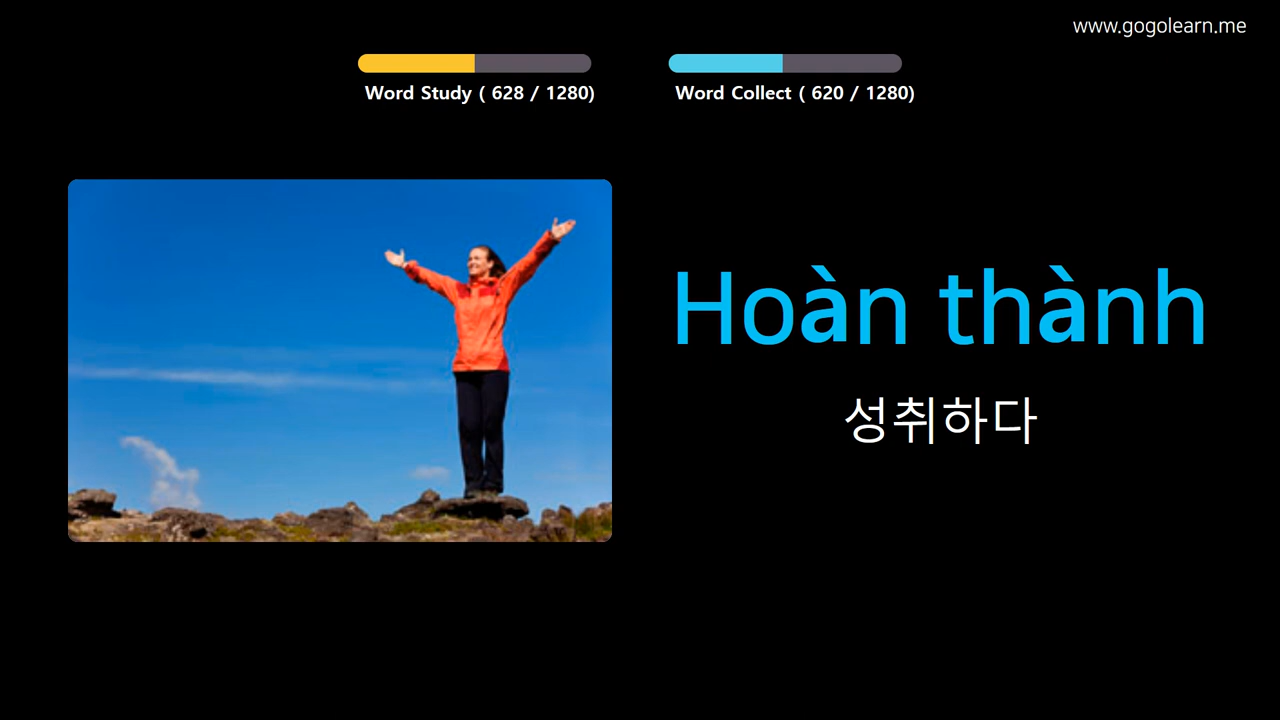 www.gogolearn.me
Word Study ( 628 / 1280)
Word Collect ( 620 / 1280)
Hoàn thành
성취하다